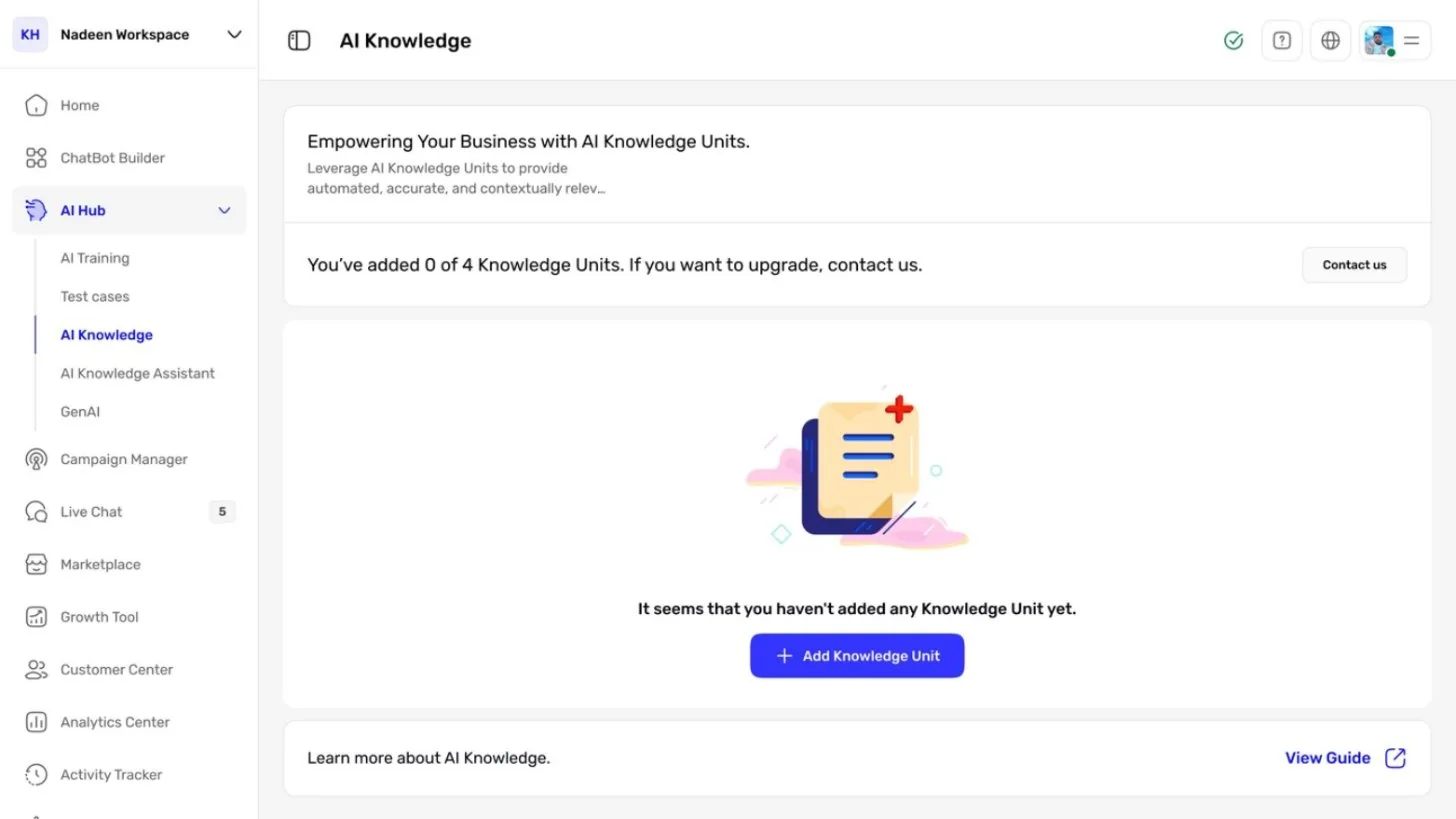 KH
Nadeen Workspace
Home
ChatBot Builder
AI Hub
AI Training
Test cases
AI Knowledge
AI Knowledge Assistant
GenAI
Campaign Manager
Live Chat
5
Marketplace
Growth Tool
Customer Center
Analytics Center
Activity Tracker
AI Knowledge
?
Empowering Your Business with AI Knowledge Units.
Leverage AI Knowledge Units to provide
automated, accurate, and contextually relev...
You’ve added 0 of 4 Knowledge Units. If you want to upgrade, contact us.
Contact us
It seems that you haven't added any Knowledge Unit yet.
Add Knowledge Unit
Learn more about AI Knowledge.
View Guide